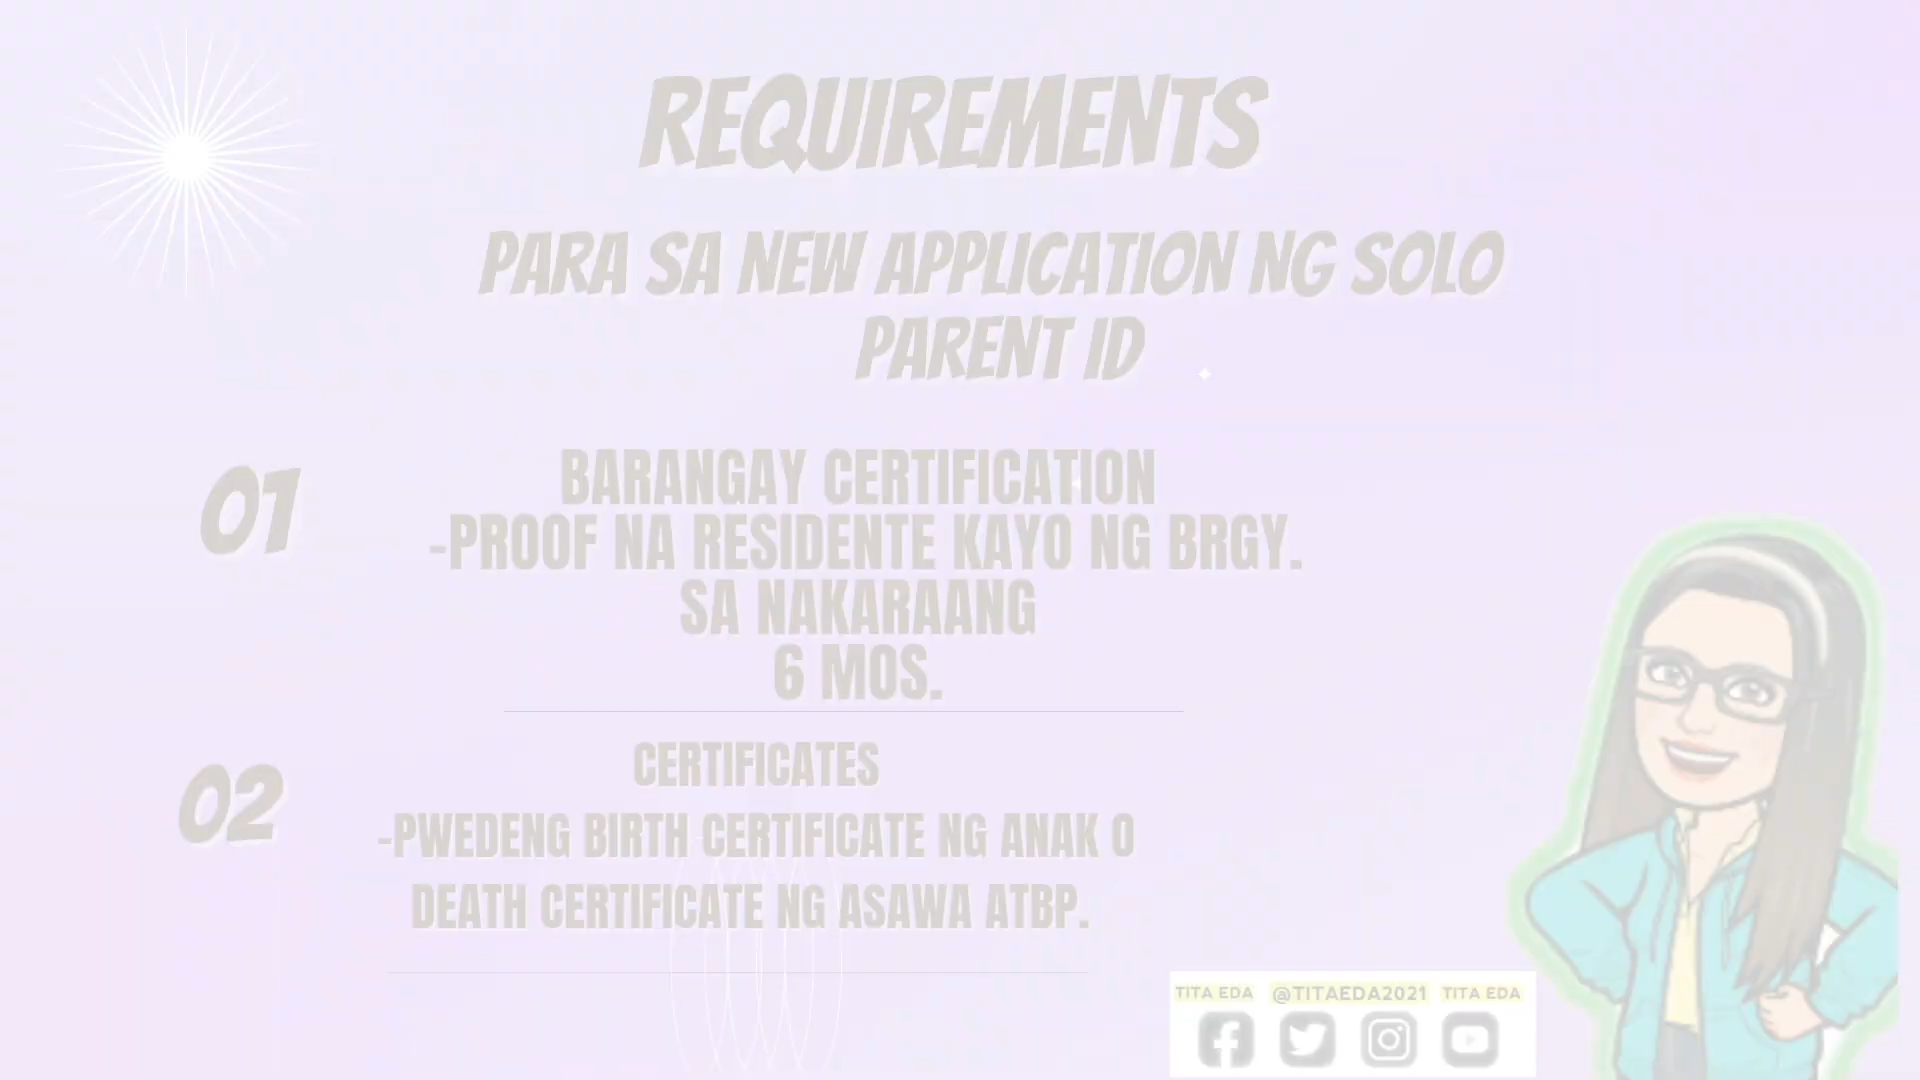 REQUIREMENTS
PARA SA NEW APPLICATION NG SOLO
PARENT ID
01
BARANGAY CERTIFICATION
-PROOF NA RESIDENTE KAYO NG BRGY.
SA NAKARAANG
6 MOS.
02
CERTIFICATES
-PWEDENG BIRTH CERTIFICATE NG ANAK O
DEATH CERTIFICATE NG ASAWA ATBP.
TITA EDA @TITAEDA2021 TITA EDA